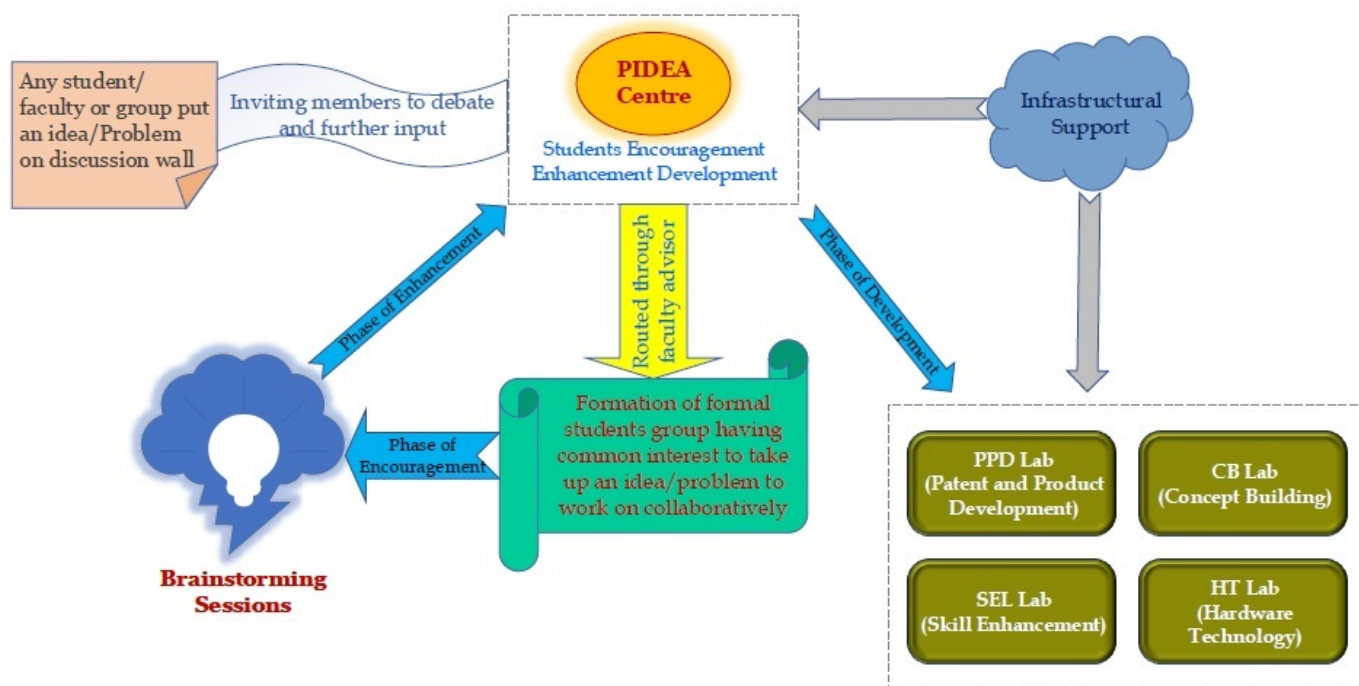 Any student/
faculty or group put
an idea/Problem
on discussion wall
Inviting members to debate
and further input
PIDEA
Centre
Students Encouragement
Enhancement Development
Infrastructural
Support
Phase of Enhancement
Routed through
faculty advisor
Phase of Development
Phase of
Encouragement
Formation of formal
students group having
common interest to take
up an idea/problem to
work on collaboratively
Brainstorming
Sessions
PPD Lab
(Patent and Product
Development)
CB Lab
(Concept Building)
SEL Lab
(Skill Enhancement)
HT Lab
(Hardware
Technology)